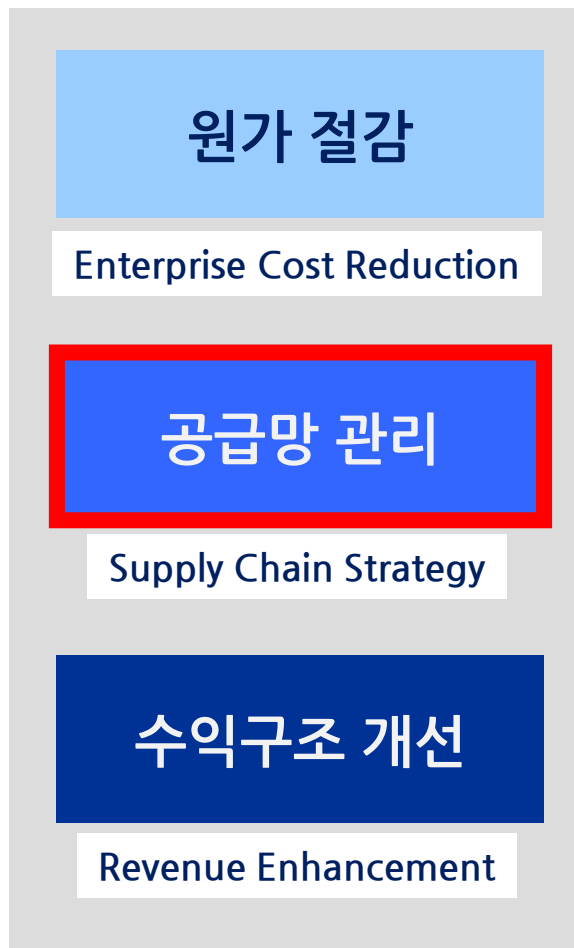 원가 절감
Enterprise Cost Reduction
공급망 관리
Supply Chain Strategy
수익구조 개선
Revenue Enhancement